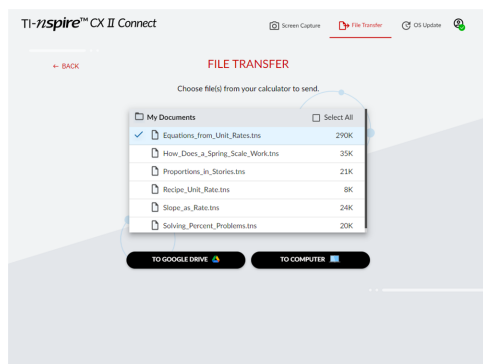 TI-nspire™ CX II Connect
Screen Capture
File Transfer
OS Update
← BACK
FILE TRANSFER
Choose file(s) from your calculator to send.
My Documents
Select All
Equations_from_Unit_Rates.tns 290K
How_Does_a_Spring_Scale_Work.tns 35K
Proportions_in_Stories.tns 21K
Recipe_Unit_Rate.tns 8K
Slope_as_Rate.tns 24K
Solving_Percent_Problems.tns 20K
TO GOOGLE DRIVE
TO COMPUTER